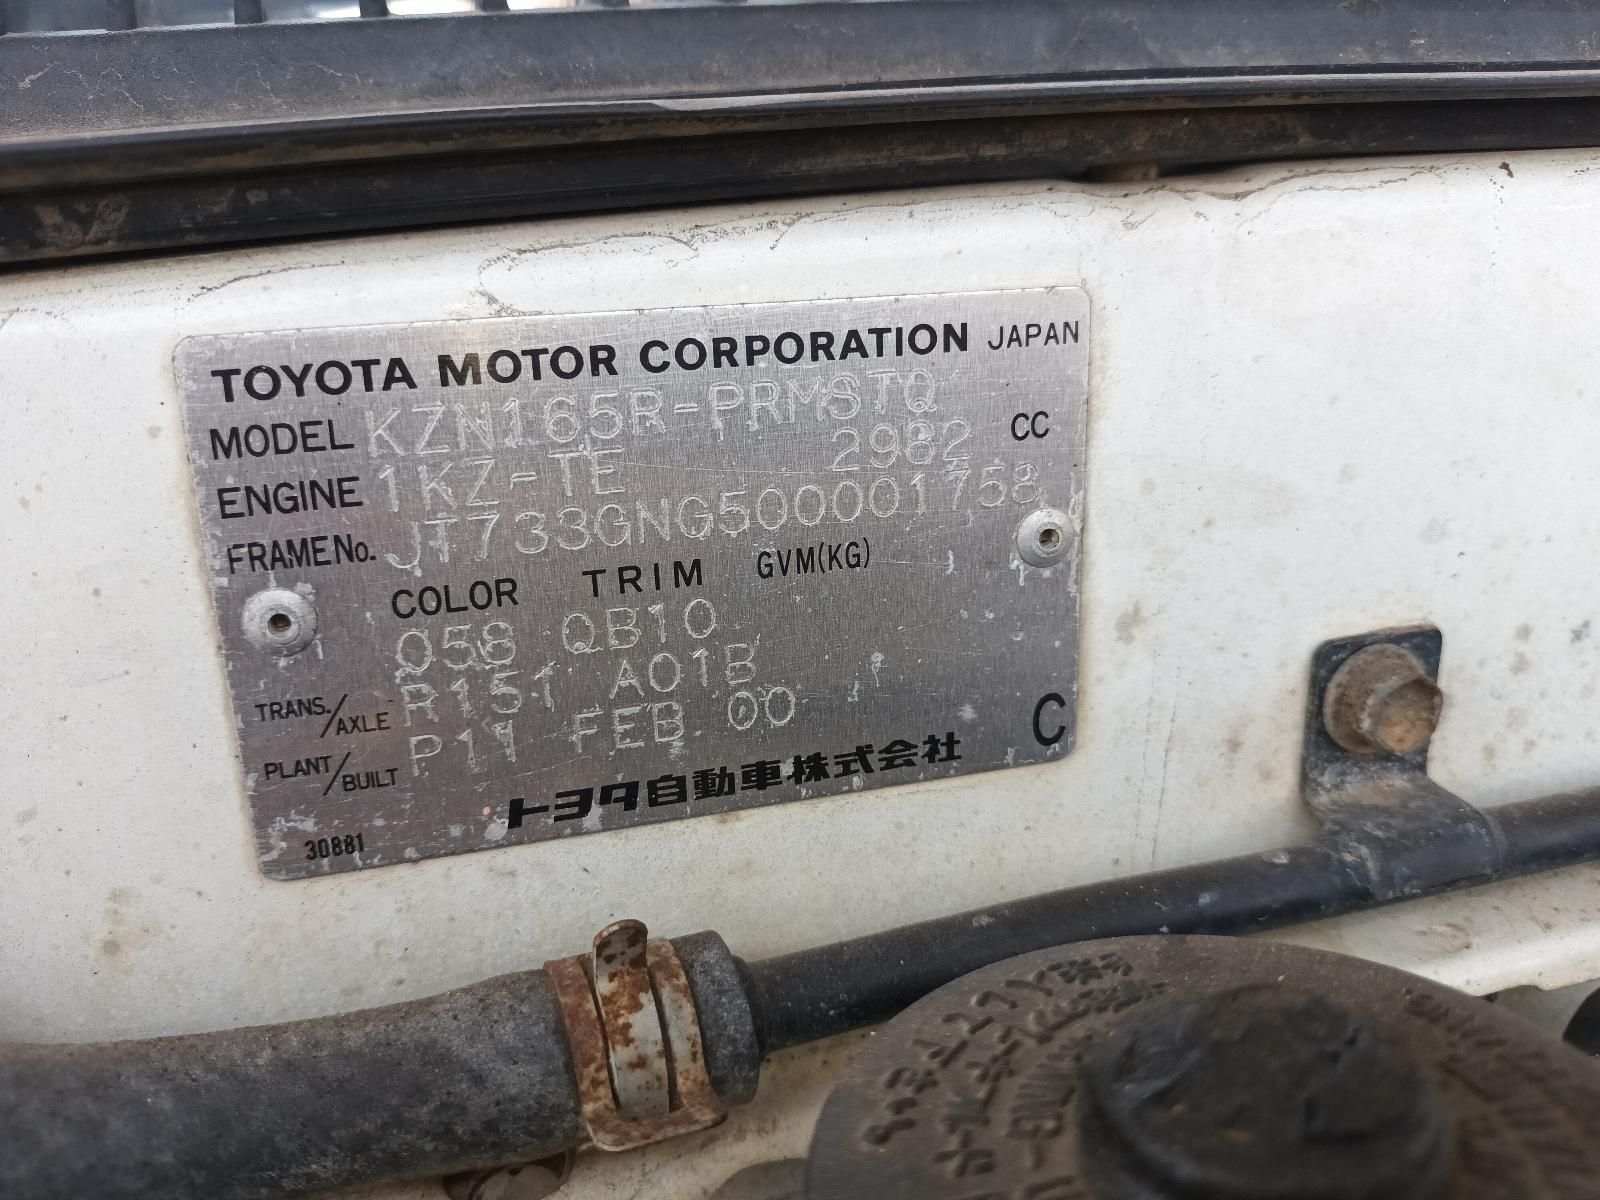 TOYOTA MOTOR CORPORATION JAPAN
MODEL KZN165R-PRMSTQ
ENGINE 1KZ-TE 2982 CC
FRAME No. JT733GNG500001758
COLOR TRIM GVM(KG)
058 QB10
TRANS./AXLE R151 A01B
PLANT/BUILT P11 FEB 00
C
トヨタ自動車株式会社
30881